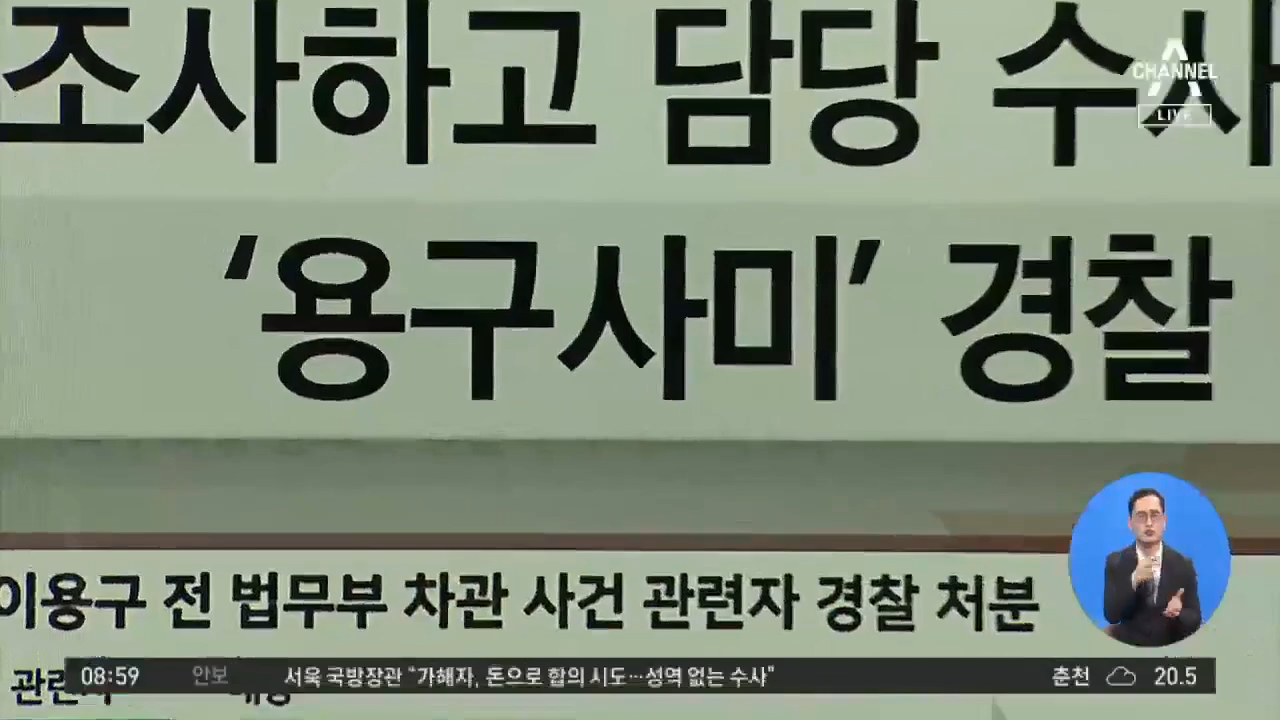 조사하고 담당 수사
CHANNEL A
LIVE
‘용구사미’ 경찰
이용구 전 법무부 차관 사건 관련자 경찰 처분
08:59 안보 서욱 국방장관 “가해자, 돈으로 합의 시도…성역 없는 수사” 춘천 20.5